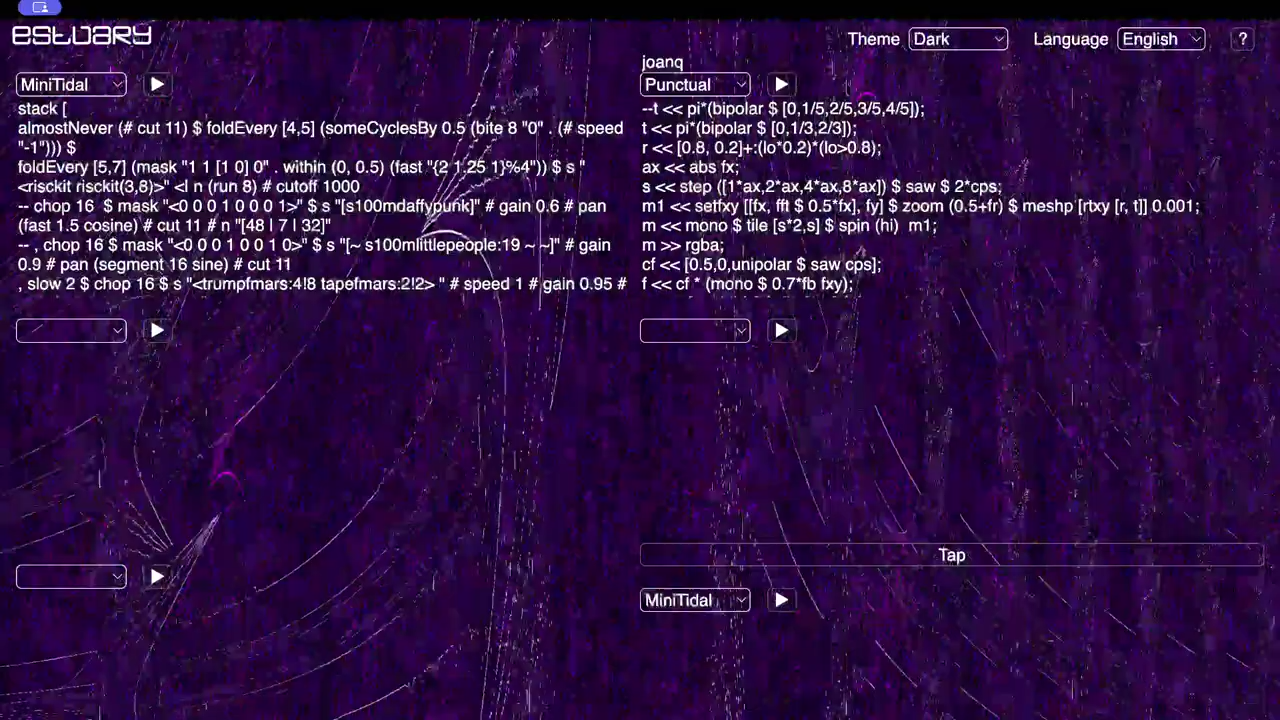 estuary
Theme Dark Language English ?
MiniTidal
stack [
almostNever (# cut 11) $ foldEvery [4,5] (someCyclesBy 0.5 (bite 8 "0" . (# speed
"-1"))) $
foldEvery [5,7] (mask "1 1 [1 0] 0" . within (0, 0.5) (fast "{2 1.25 1}%4")) $ s "
<risckit risckit(3,8)>" <| n (run 8) # cutoff 1000
-- chop 16  $ mask "<0 0 0 1 0 0 0 1>" $ s "[s100mdaffypunk]" # gain 0.6 # pan
(fast 1.5 cosine) # cut 11 # n "[48 | 7 | 32]"
-- , chop 16 $ mask "<0 0 0 1 0 0 1 0>" $ s "[~ s100mlittlepeople:19 ~ ~]" # gain
0.9 # pan (segment 16 sine) # cut 11
, slow 2 $ chop 16 $ s "<trumpfmars:4!8 tapefmars:2!2> " # speed 1 # gain 0.95 #
joanq
Punctual
--t << pi*(bipolar $ [0,1/5,2/5,3/5,4/5]);
t << pi*(bipolar $ [0,1/3,2/3]);
r << [0.8, 0.2]+:(lo*0.2)*(lo>0.8);
ax << abs fx;
s << step ([1*ax,2*ax,4*ax,8*ax]) $ saw $ 2*cps;
m1 << setfxy [[fx, fft $ 0.5*fx], fy] $ zoom (0.5+fr) $ meshp [rtxy [r, t]] 0.001;
m << mono $ tile [s*2,s] $ spin (hi)  m1;
m >> rgba;
cf << [0.5,0,unipolar $ saw cps];
f << cf * (mono $ 0.7*fb fxy);
Tap
MiniTidal